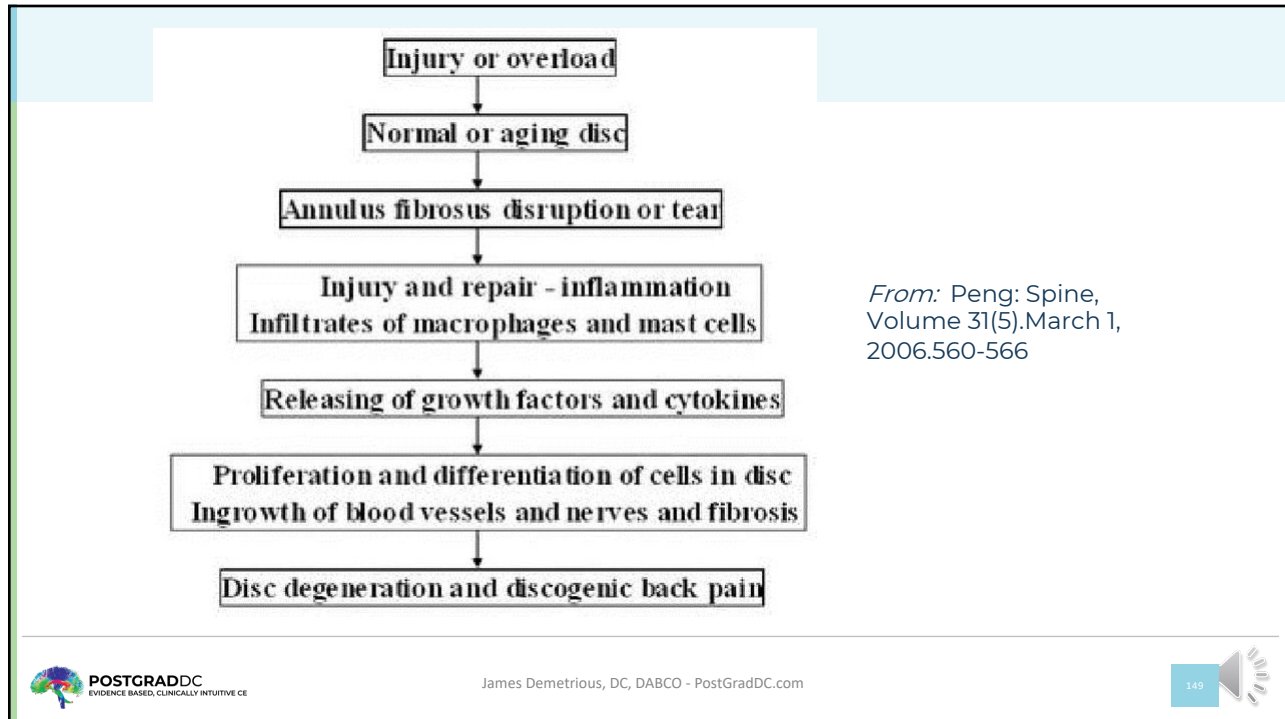 Injury or overload
Normal or aging disc
Annulus fibrosus disruption or tear
Injury and repair - inflammation
Infiltrates of macrophages and mast cells
Releasing of growth factors and cytokines
Proliferation and differentiation of cells in disc
Ingrowth of blood vessels and nerves and fibrosis
Disc degeneration and discogenic back pain
From: Peng: Spine,
Volume 31(5).March 1,
2006.560-566
POSTGRADDC
EVIDENCE BASED, CLINICALLY INTUITIVE CE
James Demetrious, DC, DABCO - PostGradDC.com
149